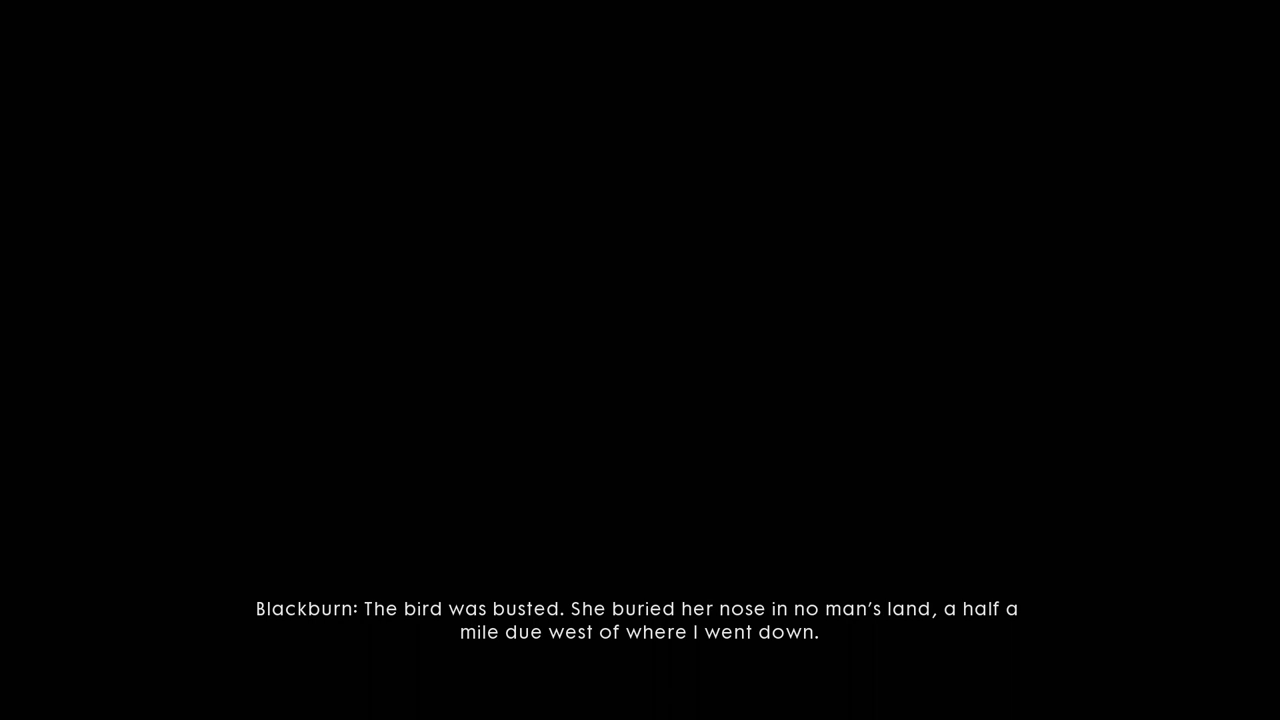 Blackburn: The bird was busted. She buried her nose in no man's land, a half a
mile due west of where I went down.